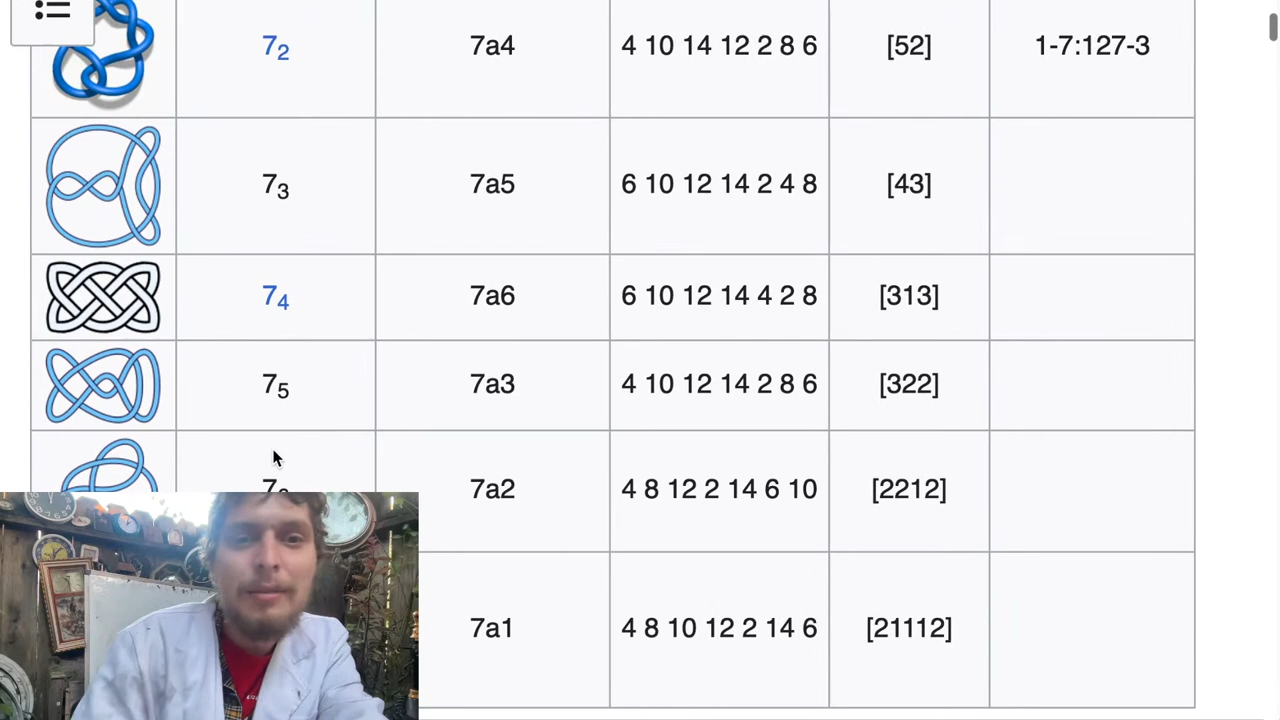 7₂ 7a4 4 10 14 12 2 8 6 [52] 1-7:127-3
7₃ 7a5 6 10 12 14 2 4 8 [43]
7₄ 7a6 6 10 12 14 4 2 8 [313]
7₅ 7a3 4 10 12 14 2 8 6 [322]
7a2 4 8 12 2 14 6 10 [2212]
7a1 4 8 10 12 2 14 6 [21112]